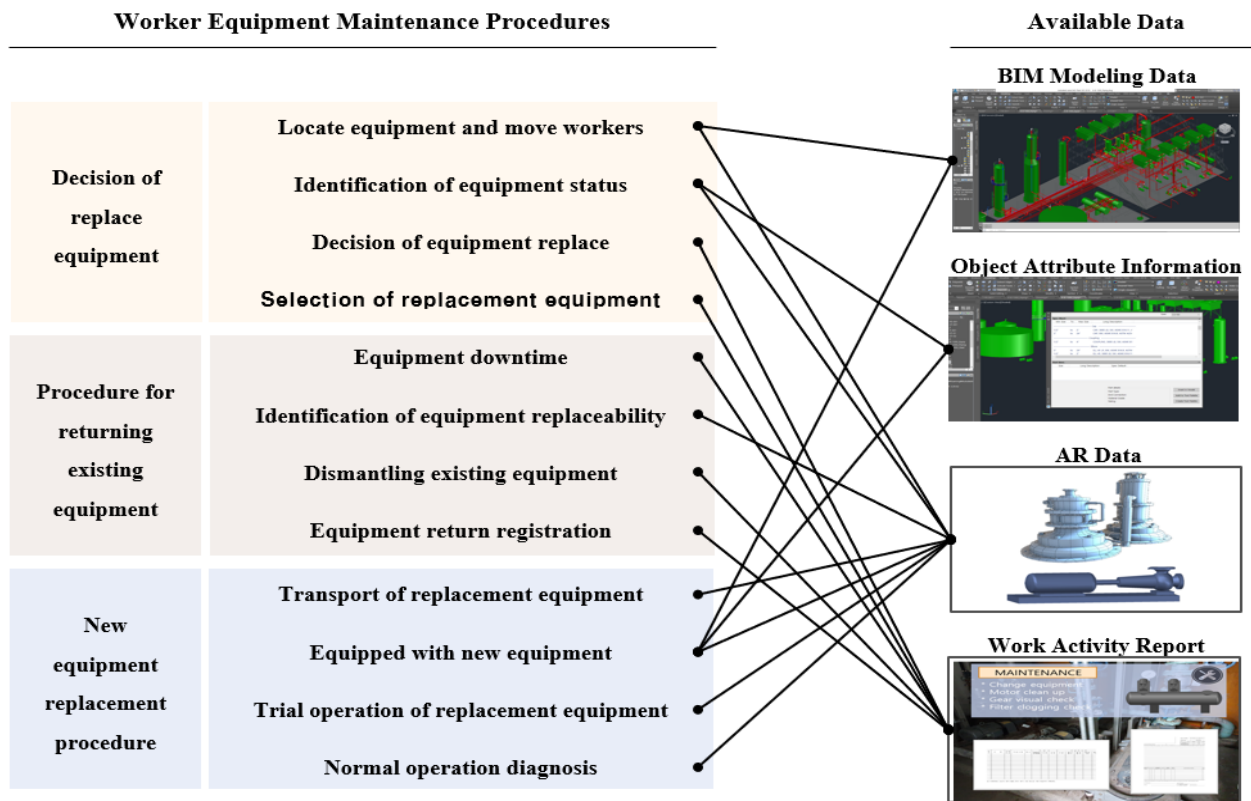 Worker Equipment Maintenance Procedures
Available Data
Decision of
replace
equipment
Locate equipment and move workers
Identification of equipment status
Decision of equipment replace
Selection of replacement equipment
Procedure for
returning
existing
equipment
Equipment downtime
Identification of equipment replaceability
Dismantling existing equipment
Equipment return registration
New
equipment
replacement
procedure
Transport of replacement equipment
Equipped with new equipment
Trial operation of replacement equipment
Normal operation diagnosis
BIM Modeling Data
Object Attribute Information
AR Data
Work Activity Report
MAINTENANCE
* Change equipment
* Motor clean up
* Gear visual check
* Filter clogging check